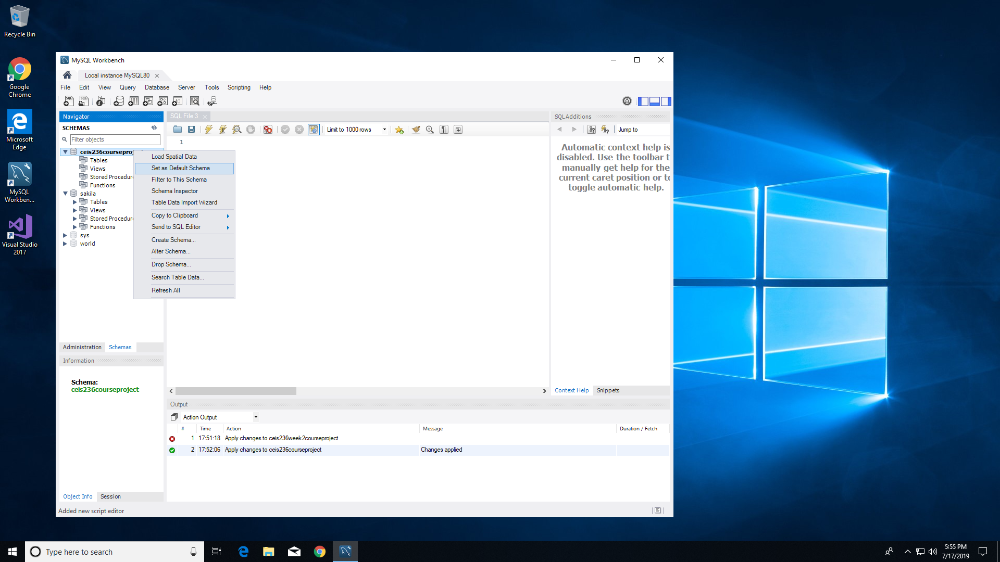 Recycle Bin
Google
Chrome
Microsoft
Edge
MySQL
Workben...
Visual Studio
2017
MySQL Workbench
Local instance MySQL80
File Edit View Query Database Server Tools Scripting Help
Navigator
SCHEMAS
Filter objects
ceis236courseproject
Tables
Views
Stored Procedure
Functions
sakila
Tables
Views
Stored Procedure
Functions
sys
world
Load Spatial Data
Set as Default Schema
Filter to This Schema
Schema Inspector
Table Data Import Wizard
Copy to Clipboard
Send to SQL Editor
Create Schema...
Alter Schema...
Drop Schema...
Search Table Data...
Refresh All
SQL File 3
Limit to 1000 rows
1
SQLAdditions
Jump to
Automatic context help is
disabled. Use the toolbar t
manually get help for the
current caret position or to
toggle automatic help.
Context Help Snippets
Administration Schemas
Information
Schema:
ceis236courseproject
Object Info Session
Output
Action Output
# Time Action Message Duration / Fetch
1 17:51:18 Apply changes to ceis236week2courseproject
2 17:52:06 Apply changes to ceis236courseproject Changes applied
Added new script editor
Type here to search
5:55 PM
7/17/2019